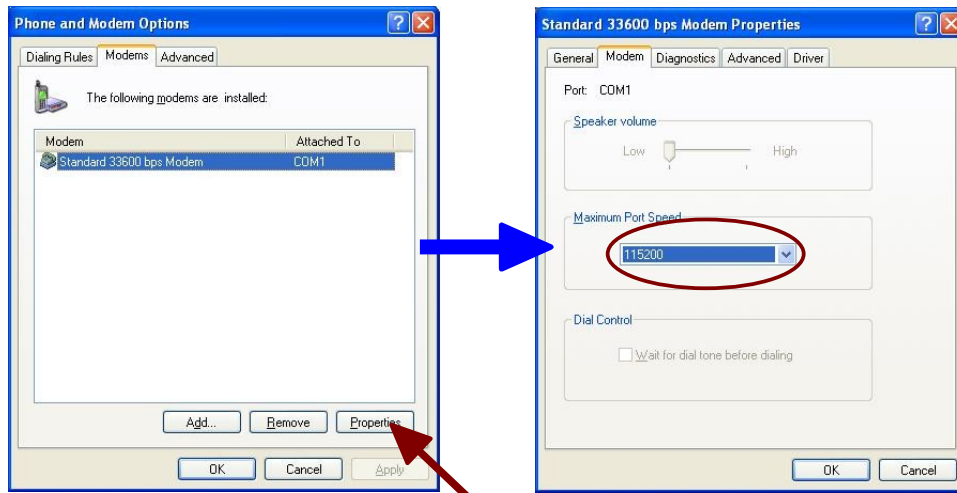 Phone and Modem Options
Dialing Rules Modems Advanced
The following modems are installed:
Modem Attached To
Standard 33600 bps Modem COM1
Add... Remove Properties
OK Cancel Apply
Standard 33600 bps Modem Properties
General Modem Diagnostics Advanced Driver
Port: COM1
Speaker volume
Low High
Maximum Port Speed
115200
Dial Control
Wait for dial tone before dialing
OK Cancel